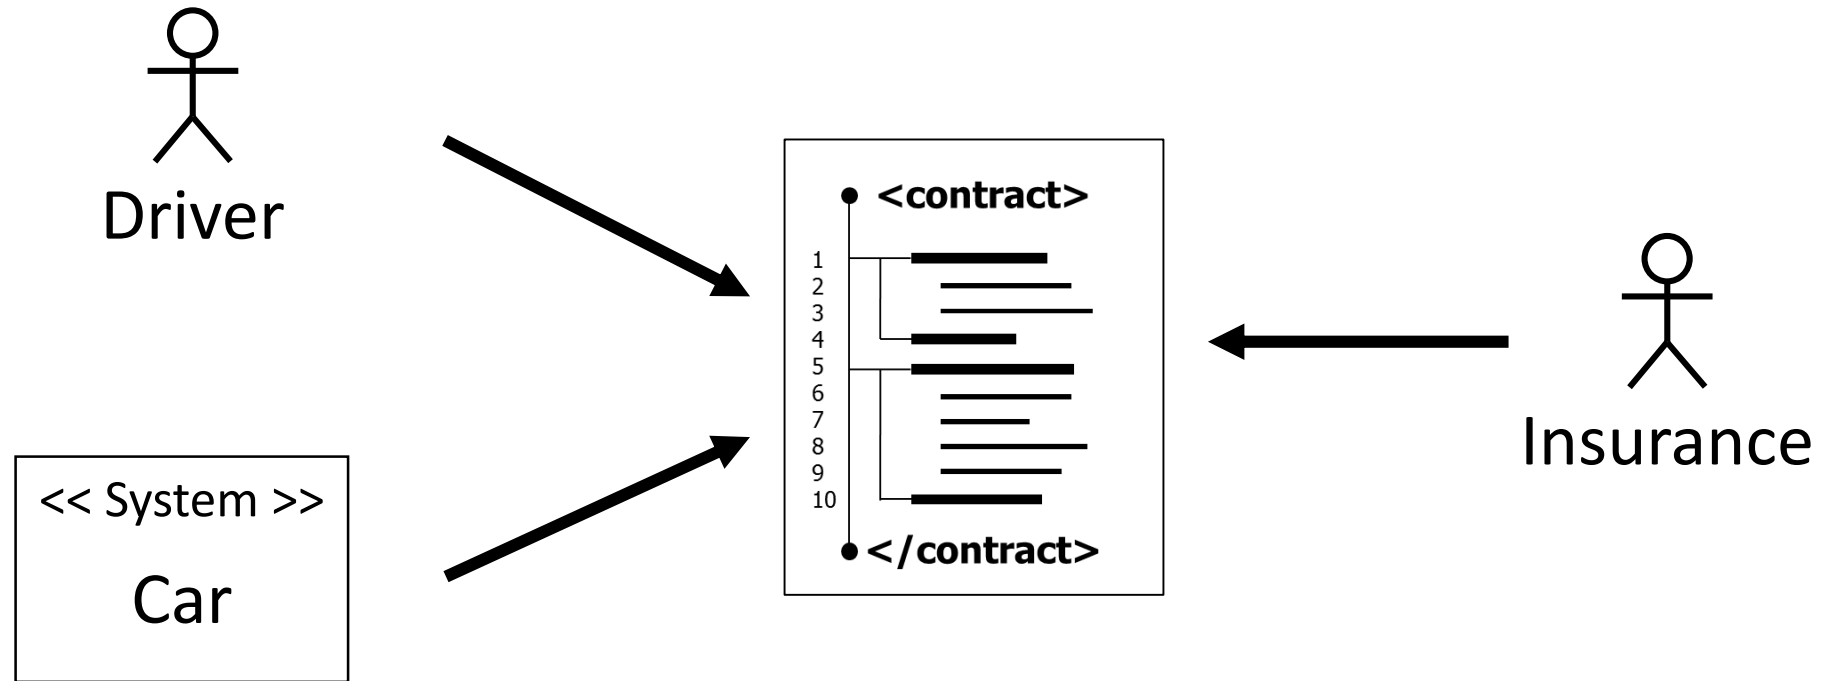 Driver
<< System >>
Car
<contract>
1
2
3
4
5
6
7
8
9
10
</contract>
Insurance